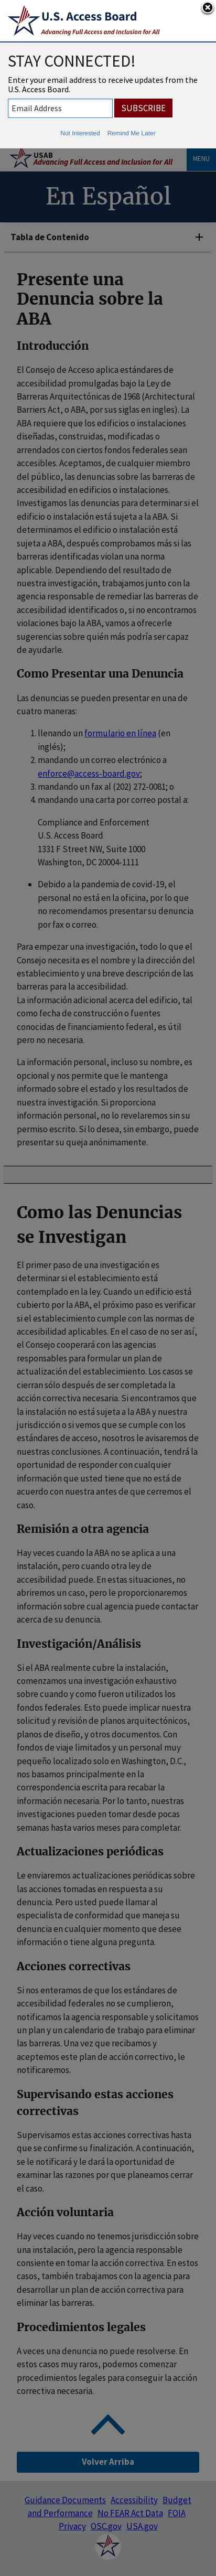 U.S. Access Board
Advancing Full Access and Inclusion for All
STAY CONNECTED!
Enter your email address to receive updates from the
U.S. Access Board.
Email Address
SUBSCRIBE
Not Interested Remind Me Later
USAB
Advancing Full Access and Inclusion for All
MENU
En Español
Tabla de Contenido +
Presente una
Denuncia sobre la
ABA
Introducción
El Consejo de Acceso aplica estándares de
accesibilidad promulgadas bajo la Ley de
Barreras Arquitectónicas de 1968 (Architectural
Barriers Act, o ABA, por sus siglas en ingles). La
ABA requiere que los edificios o instalaciones
diseñadas, construidas, modificadas o
arrendadas con ciertos fondos federales sean
accesibles. Aceptamos, de cualquier miembro
del público, las denuncias sobre las barreras de
accesibilidad en edificios o instalaciones.
Investigamos las denuncias para determinar si el
edificio o instalación está sujeta a la ABA. Si
determinamos el edificio o instalación está
sujeta a la ABA, después comprobamos más si las
barreras identificadas violan una norma
aplicable. Dependiendo del resultado de
nuestra investigación, trabajamos junto con la
agencia responsable de remediar las barreras de
accesibilidad identificados o, si no encontramos
violaciones bajo la ABA, vamos a ofrecerle
sugerencias sobre quién más podría ser capaz
de ayudarle.
Como Presentar una Denuncia
Las denuncias se pueden presentar en una de
cuatro maneras:
1. llenando un formulario en línea (en
inglés);
2. mandando un correo electrónico a
enforce@access-board.gov;
3. mandando un fax al (202) 272-0081; o
4. mandando una carta por correo postal a:
Compliance and Enforcement
U.S. Access Board
1331 F Street NW, Suite 1000
Washington, DC 20004-1111
• Debido a la pandemia de covid-19, el
personal no está en la oficina, por lo que
no recomendamos presentar su denuncia
por fax o correo.
Para empezar una investigación, todo lo que el
Consejo necesita es el nombre y la dirección del
establecimiento y una breve descripción de las
barreras para la accesibilidad.
La información adicional acerca del edificio, tal
como fecha de construcción o fuentes
conocidas de financiamiento federal, es útil
pero no necesaria.
La información personal, incluso su nombre, es
opcional y nos permite que le mantenga
informado sobre el estado y los resultados de
nuestra investigación. Si proporciona
información personal, no la revelaremos sin su
permiso escrito. Si lo desea, sin embargo, puede
presentar su queja anónimamente.
Como las Denuncias
se Investigan
El primer paso de una investigación es
determinar si el establecimiento está
contemplado en la ley. Cuando un edificio está
cubierto por la ABA, el próximo paso es verificar
si el establecimiento cumple con las normas de
accesibilidad aplicables. En el caso de no ser así,
el Consejo cooperará con las agencias
responsables para formular un plan de
adaptación del establecimiento. Los casos se
cierran sólo después de ser completada la
acción correctiva necesaria. Si encontramos que
la instalación no está sujeta a la ABA y nuestra
jurisdicción o si vemos que se cumple con los
estándares de acceso, nosotros le avisaremos de
nuestras conclusiones. A continuación, tendrá la
oportunidad de responder con cualquier
información que usted tiene que no está de
acuerdo con nuestra antes de que cerremos el
caso.
Remisión a otra agencia
Hay veces cuando la ABA no se aplica a una
instalación, pero cuando otra ley de
accesibilidad puede. En estas situaciones, no
abriremos un caso, pero le proporcionaremos
información sobre cual agencia puede contactar
acerca de su denuncia.
Investigación/Análisis
Si el ABA realmente cubre la instalación,
comenzamos una investigación exhaustivo
sobre cuando y como fueron utilizados los
fondos federales. Esto puede implicar nuestra
solicitud y revisión de planos arquitectónicos,
planos de diseño, y otros documentos. Con
fondos de viaje limitados y un personal muy
pequeño localizado solo en Washington, D.C.,
nos basamos principalmente en la
correspondencia escrita para recabar la
información necesaria. Por lo tanto, nuestras
investigaciones pueden tomar desde pocas
semanas hasta varios meses para completar.
Actualizaciones periódicas
Le enviaremos actualizaciones periódicas sobre
las acciones tomadas en respuesta a su
denuncia. Pero usted puede llamar al
especialista de conformidad que maneja su
denuncia en cualquier momento que desee
información o tiene alguna pregunta.
Acciones correctivas
Si nos enteramos de que los estándares de
accesibilidad federales no se cumplieron,
notificamos la agencia responsable y solicitamos
un plan y un calendario de trabajo para eliminar
las barreras. Una vez que recibamos y
aceptemos este plan de acción correctivo, le
notificaremos.
Supervisando estas acciones
correctivas
Supervisamos estas acciones correctivas hasta
que confirme su finalización. A continuación,
se le notificará y le dará la oportunidad de
examinar las razones por que planeamos cerrar
el caso.
Acción voluntaria
Hay veces cuando no tenemos jurisdicción sobre
una instalación, pero la agencia responsable
consiente en tomar la acción correctiva. En estos
casos, también trabajamos con la agencia para
desarrollar un plan de acción correctivo para
eliminar las barreras.
Procedimientos legales
A veces una denuncia no puede resolverse. En
estos casos muy raros, podemos comenzar
procedimientos legales para conseguir la acción
correctiva necesaria.
Volver Arriba
Guidance Documents Accessibility Budget
and Performance No FEAR Act Data FOIA
Privacy OSC.gov USA.gov